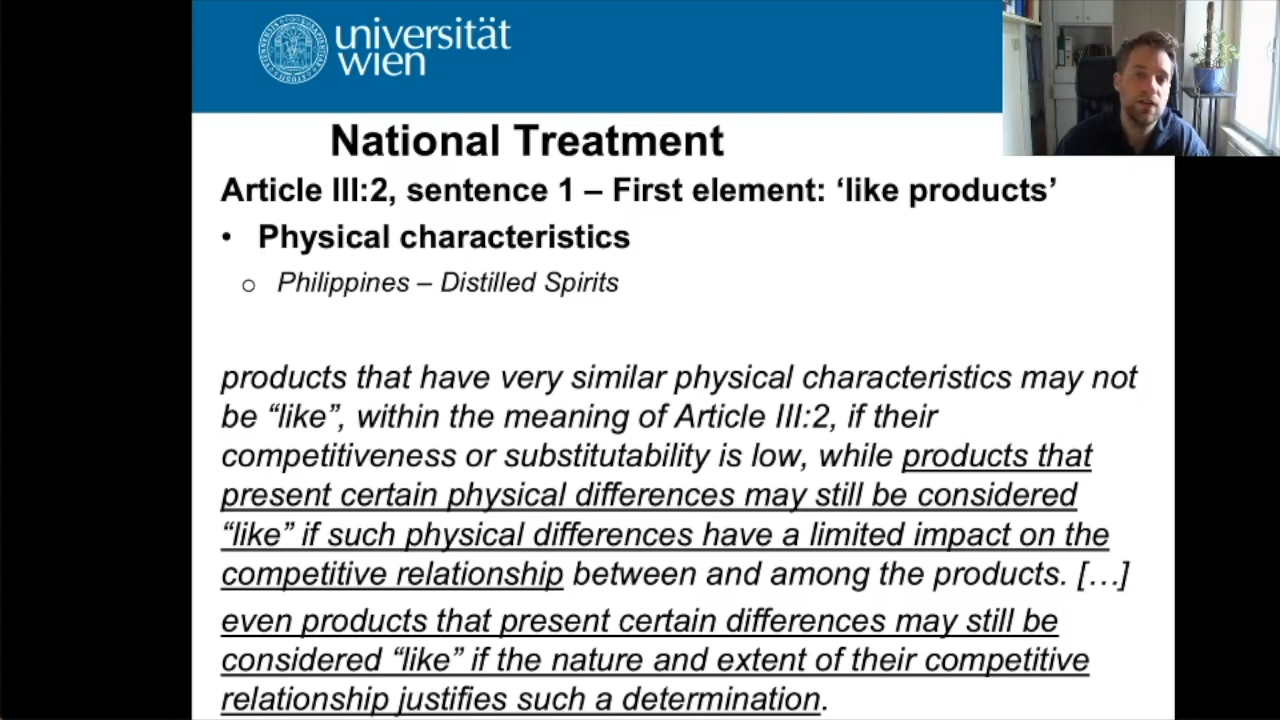 universität
wien
National Treatment
Article III:2, sentence 1 – First element: ‘like products’
• Physical characteristics
o Philippines – Distilled Spirits
products that have very similar physical characteristics may not
be “like”, within the meaning of Article III:2, if their
competitiveness or substitutability is low, while products that
present certain physical differences may still be considered
“like” if such physical differences have a limited impact on the
competitive relationship between and among the products. […]
even products that present certain differences may still be
considered “like” if the nature and extent of their competitive
relationship justifies such a determination.